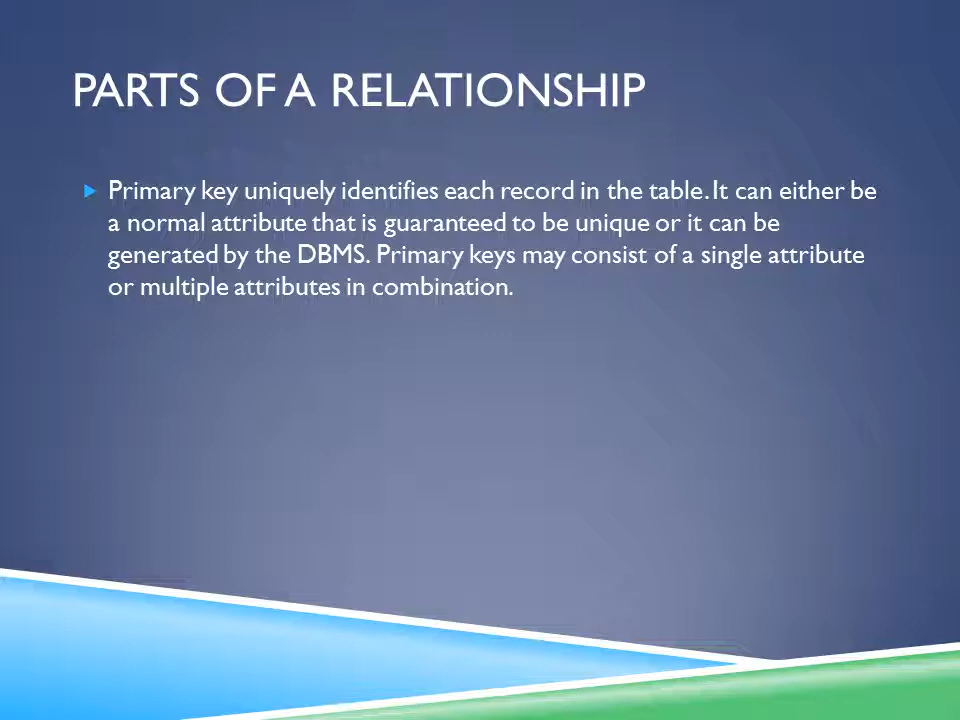 PARTS OF A RELATIONSHIP
Primary key uniquely identifies each record in the table. It can either be
a normal attribute that is guaranteed to be unique or it can be
generated by the DBMS. Primary keys may consist of a single attribute
or multiple attributes in combination.